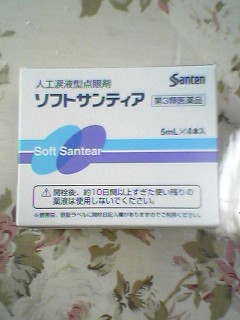 人工涙液型点眼剤
Santen
ソフトサンティア
第3類医薬品
5mL×4本入
Soft Santear
⚠開栓後、約10日間以上すぎた使い残りの
薬液は使用しないでください。